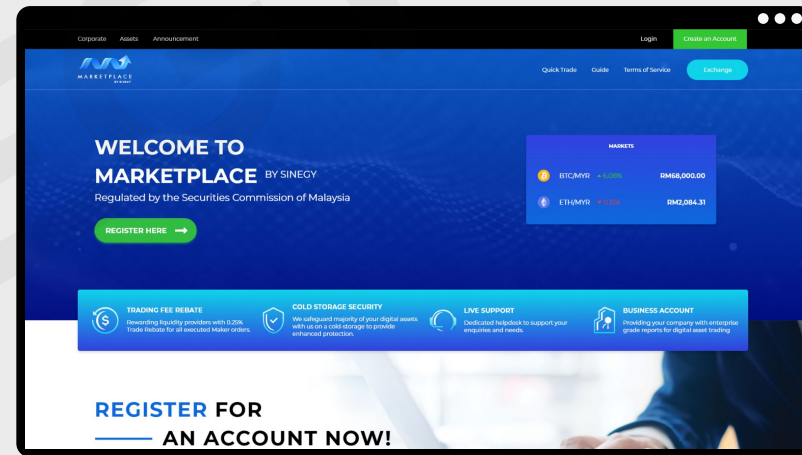 Corporate Assets Announcement Login Create an Account
MARKETPLACE
BY SINEGY
Quick Trade Guide Terms of Service Exchange
WELCOME TO
MARKETPLACE BY SINEGY
Regulated by the Securities Commission of Malaysia
REGISTER HERE
MARKETS
BTC/MYR RM68,000.00
ETH/MYR RM2,084.31
TRADING FEE REBATE
Rewarding liquidity providers with 0.25%
Trade Rebate for all executed Maker orders.
COLD STORAGE SECURITY
We safeguard majority of your digital assets
with us on a cold-storage to provide
enhanced protection.
LIVE SUPPORT
Dedicated helpdesk to support your
enquiries and needs.
BUSINESS ACCOUNT
Providing your company with enterprise
grade reports for digital asset trading
REGISTER FOR
AN ACCOUNT NOW!